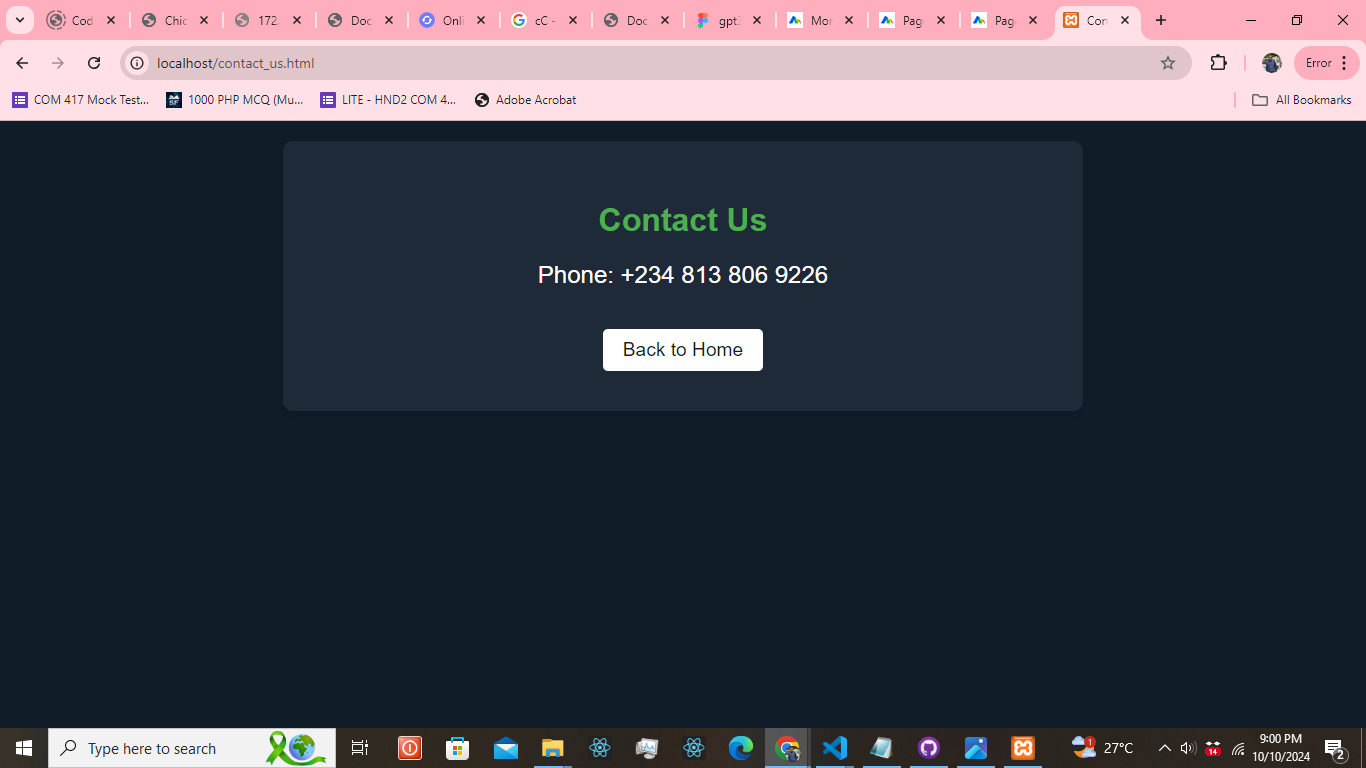 Cod
Chic
172.
Doc
Onli
cC -
Doc
gpt:
Mor
Pag
Pag
Con
localhost/contact_us.html
Error
COM 417 Mock Test...
1000 PHP MCQ (Mu...
LITE - HND2 COM 4...
Adobe Acrobat
All Bookmarks
Contact Us
Phone: +234 813 806 9226
Back to Home
Type here to search
1
27°C
14
9:00 PM
10/10/2024
2